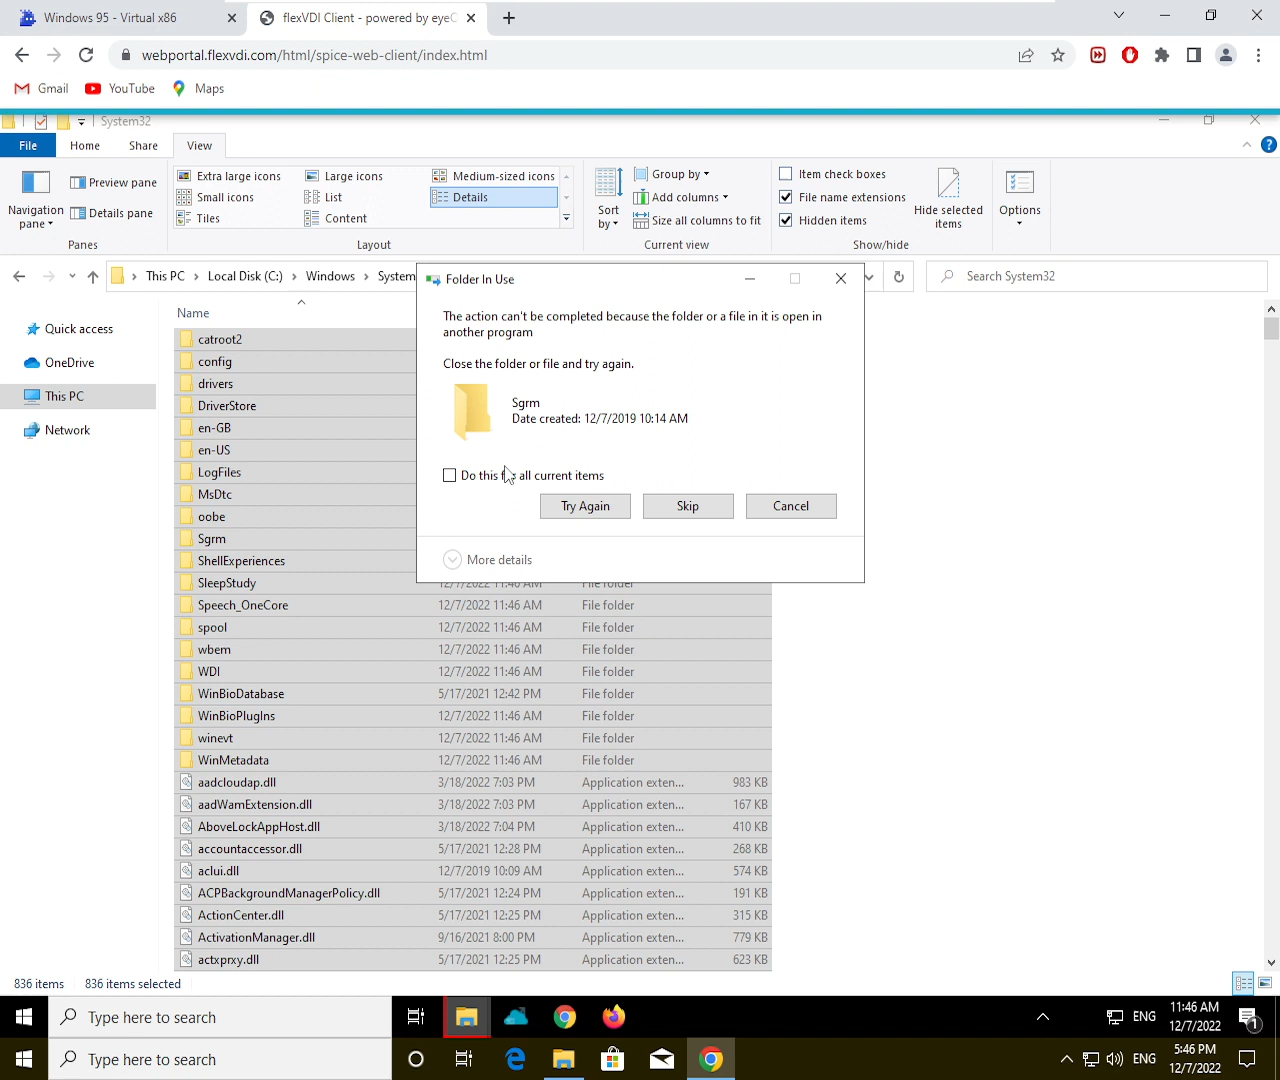 Windows 95 - Virtual x86
flexVDI Client - powered by eyeO
webportal.flexvdi.com/html/spice-web-client/index.html
Gmail
YouTube
Maps
System32
File
Home
Share
View
Navigation pane
Preview pane
Details pane
Panes
Extra large icons
Large icons
Medium-sized icons
Small icons
List
Details
Tiles
Content
Layout
Sort by
Group by
Add columns
Size all columns to fit
Current view
Item check boxes
File name extensions
Hidden items
Hide selected items
Show/hide
Options
This PC
Local Disk (C:)
Windows
System
Search System32
Quick access
OneDrive
This PC
Network
Name
catroot2
config
drivers
DriverStore
en-GB
en-US
LogFiles
MsDtc
oobe
Sgrm
ShellExperiences
SleepStudy 12/7/2022 11:46 AM File folder
Speech_OneCore 12/7/2022 11:46 AM File folder
spool 12/7/2022 11:46 AM File folder
wbem 12/7/2022 11:46 AM File folder
WDI 12/7/2022 11:46 AM File folder
WinBioDatabase 5/17/2021 12:42 PM File folder
WinBioPlugIns 12/7/2022 11:46 AM File folder
winevt 12/7/2022 11:46 AM File folder
WinMetadata 12/7/2022 11:46 AM File folder
aadcloudap.dll 3/18/2022 7:03 PM Application exten... 983 KB
aadWamExtension.dll 3/18/2022 7:03 PM Application exten... 167 KB
AboveLockAppHost.dll 3/18/2022 7:04 PM Application exten... 410 KB
accountaccessor.dll 5/17/2021 12:28 PM Application exten... 268 KB
aclui.dll 12/7/2019 10:09 AM Application exten... 574 KB
ACPBackgroundManagerPolicy.dll 5/17/2021 12:24 PM Application exten... 191 KB
ActionCenter.dll 5/17/2021 12:25 PM Application exten... 315 KB
ActivationManager.dll 9/16/2021 8:00 PM Application exten... 779 KB
actxprxy.dll 5/17/2021 12:25 PM Application exten... 623 KB
Folder In Use
The action can't be completed because the folder or a file in it is open in
another program
Close the folder or file and try again.
Sgrm
Date created: 12/7/2019 10:14 AM
Do this for all current items
Try Again
Skip
Cancel
More details
836 items
836 items selected
Type here to search
ENG
11:46 AM
12/7/2022
1
Type here to search
ENG
5:46 PM
12/7/2022